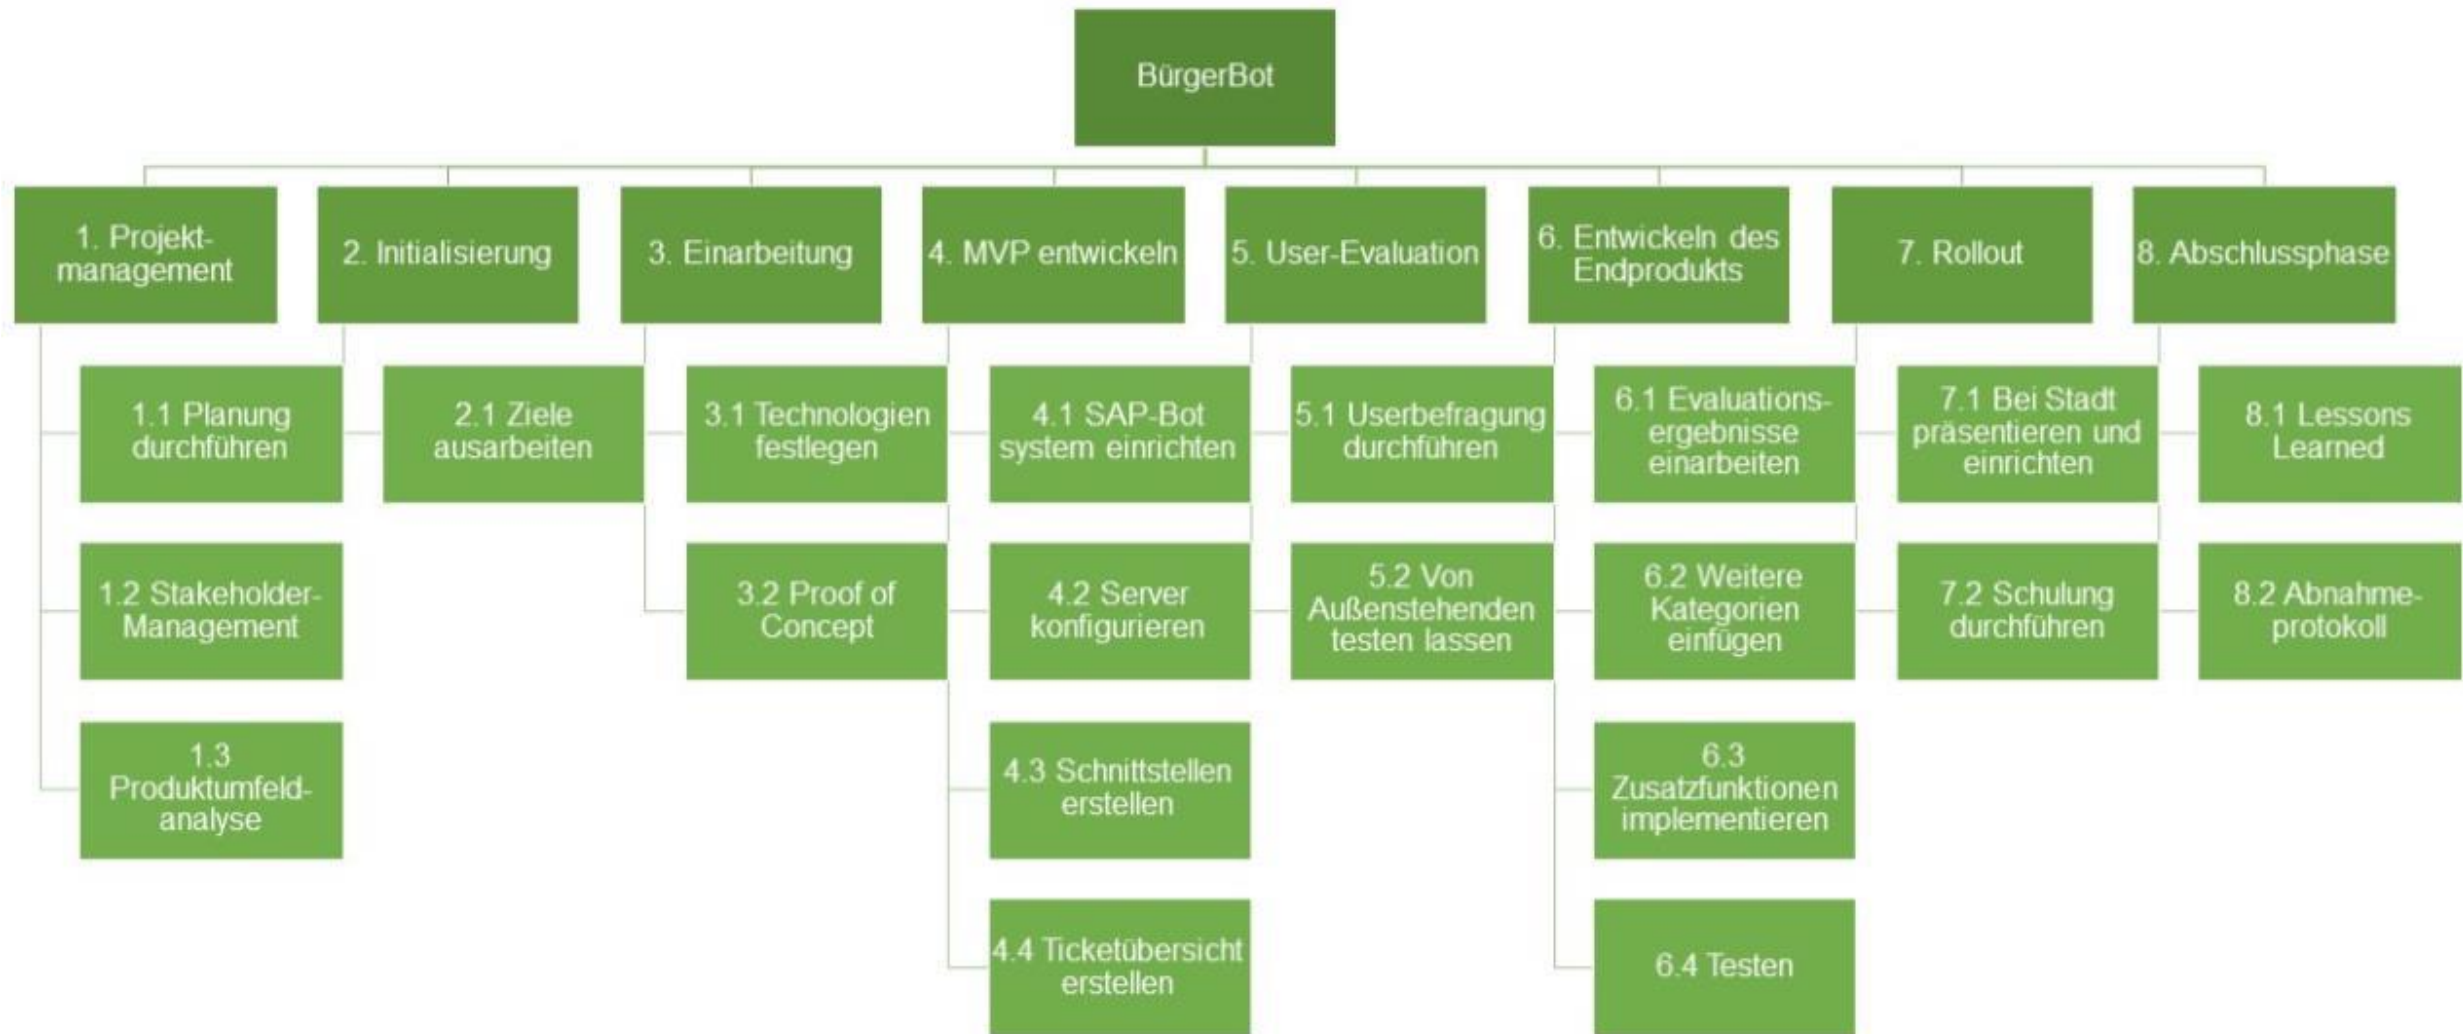 BürgerBot
1. Projekt-
management
2. Initialisierung
3. Einarbeitung
4. MVP entwickeln
5. User-Evaluation
6. Entwickeln des
Endprodukts
7. Rollout
8. Abschlussphase
1.1 Planung
durchführen
2.1 Ziele
ausarbeiten
3.1 Technologien
festlegen
4.1 SAP-Bot
system einrichten
5.1 Userbefragung
durchführen
6.1 Evaluations-
ergebnisse
einarbeiten
7.1 Bei Stadt
präsentieren und
einrichten
8.1 Lessons
Learned
1.2 Stakeholder-
Management
3.2 Proof of
Concept
4.2 Server
konfigurieren
5.2 Von
Außenstehenden
testen lassen
6.2 Weitere
Kategorien
einfügen
7.2 Schulung
durchführen
8.2 Abnahme-
protokoll
1.3
Produktumfeld-
analyse
4.3 Schnittstellen
erstellen
6.3
Zusatzfunktionen
implementieren
4.4 Ticketübersicht
erstellen
6.4 Testen